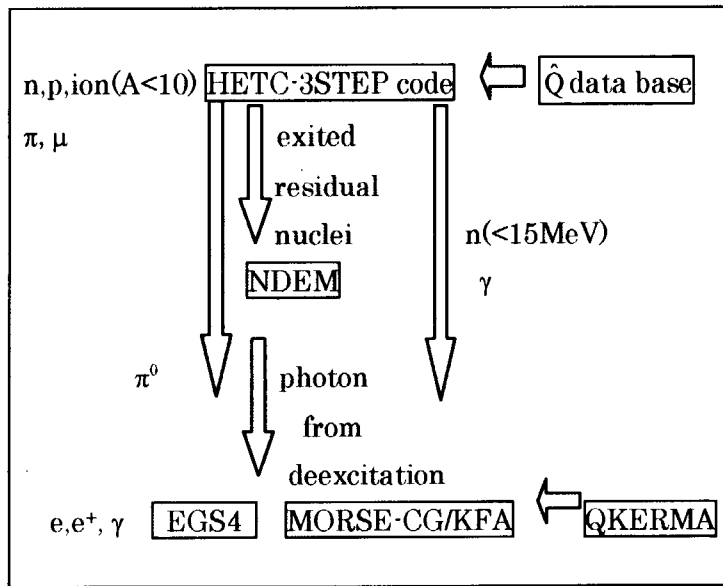 n,p,ion(A<10) HETC-3STEP code Q̂ data base
π, μ exited
residual
nuclei n(<15MeV)
NDEM γ
π⁰ photon
from
deexcitation
e,e⁺, γ EGS4 MORSE-CG/KFA QKERMA